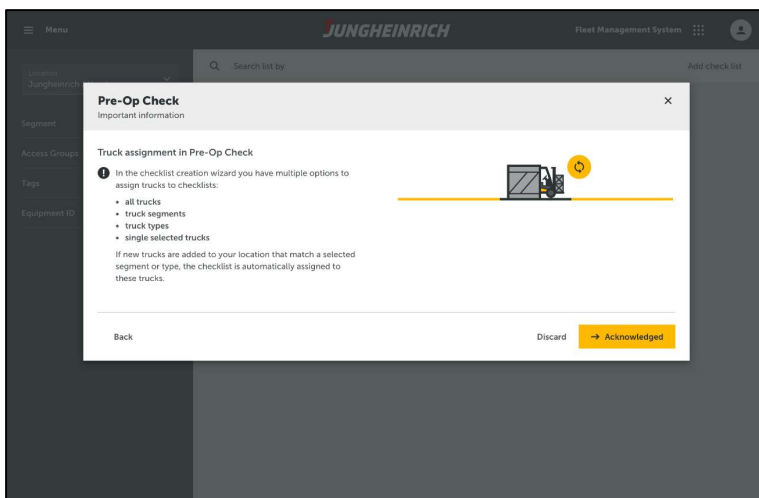 Menu
JUNGHEINRICH
Fleet Management System
Location
Jungheinrich
Search list by
Add check list
Segment
Access Groups
Tags
Equipment ID
Pre-Op Check
Important information
Truck assignment in Pre-Op Check
In the checklist creation wizard you have multiple options to
assign trucks to checklists:
• all trucks
• truck segments
• truck types
• single selected trucks
If new trucks are added to your location that match a selected
segment or type, the checklist is automatically assigned to
these trucks.
Back
Discard
→ Acknowledged